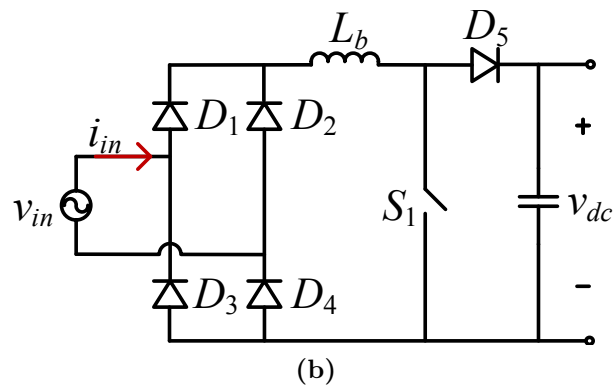 L_b D_5
D_1 D_2
i_in
+
v_in S_1 v_dc
D_3 D_4 -
(b)